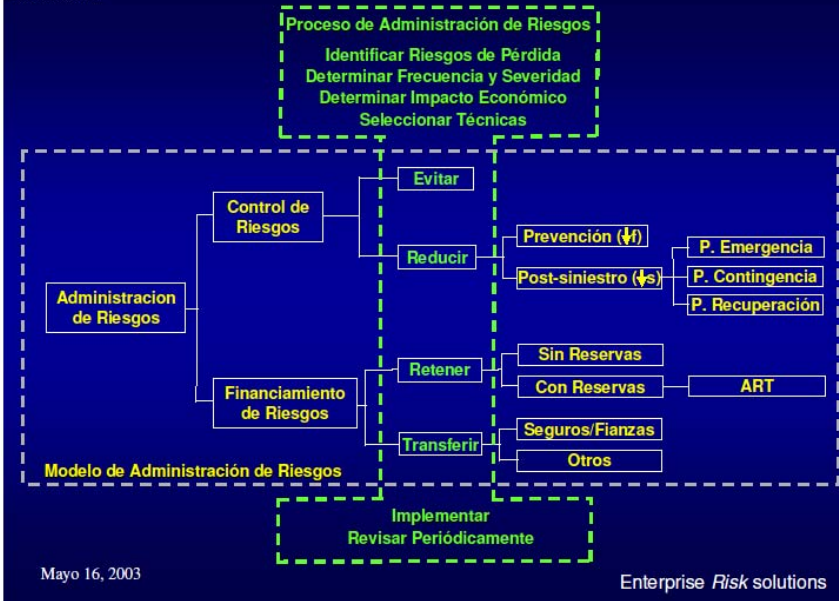 Proceso de Administración de Riesgos
Identificar Riesgos de Pérdida
Determinar Frecuencia y Severidad
Determinar Impacto Económico
Seleccionar Técnicas
Evitar
Control de
Riesgos
Reducir
Prevención (↓f)
Post-siniestro (↓s)
P. Emergencia
P. Contingencia
P. Recuperación
Administracion
de Riesgos
Financiamiento
de Riesgos
Retener
Sin Reservas
Con Reservas
ART
Transferir
Seguros/Fianzas
Otros
Modelo de Administración de Riesgos
Implementar
Revisar Periódicamente
Mayo 16, 2003
Enterprise Risk solutions